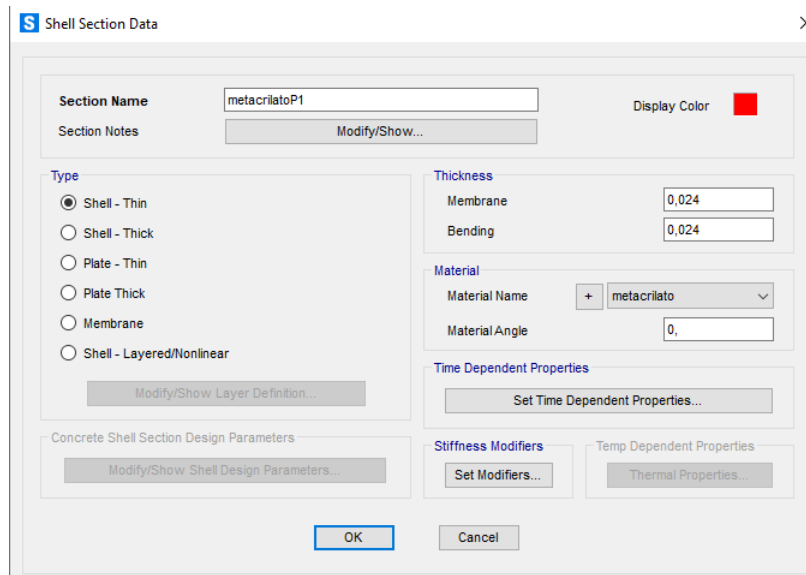 S Shell Section Data
Section Name metacrilatoP1 Display Color
Section Notes Modify/Show...
Type
Shell - Thin
Shell - Thick
Plate - Thin
Plate Thick
Membrane
Shell - Layered/Nonlinear
Modify/Show Layer Definition...
Thickness
Membrane 0,024
Bending 0,024
Material
Material Name + metacrilato
Material Angle 0,
Time Dependent Properties
Set Time Dependent Properties...
Concrete Shell Section Design Parameters
Modify/Show Shell Design Parameters...
Stiffness Modifiers
Set Modifiers...
Temp Dependent Properties
Thermal Properties...
OK Cancel